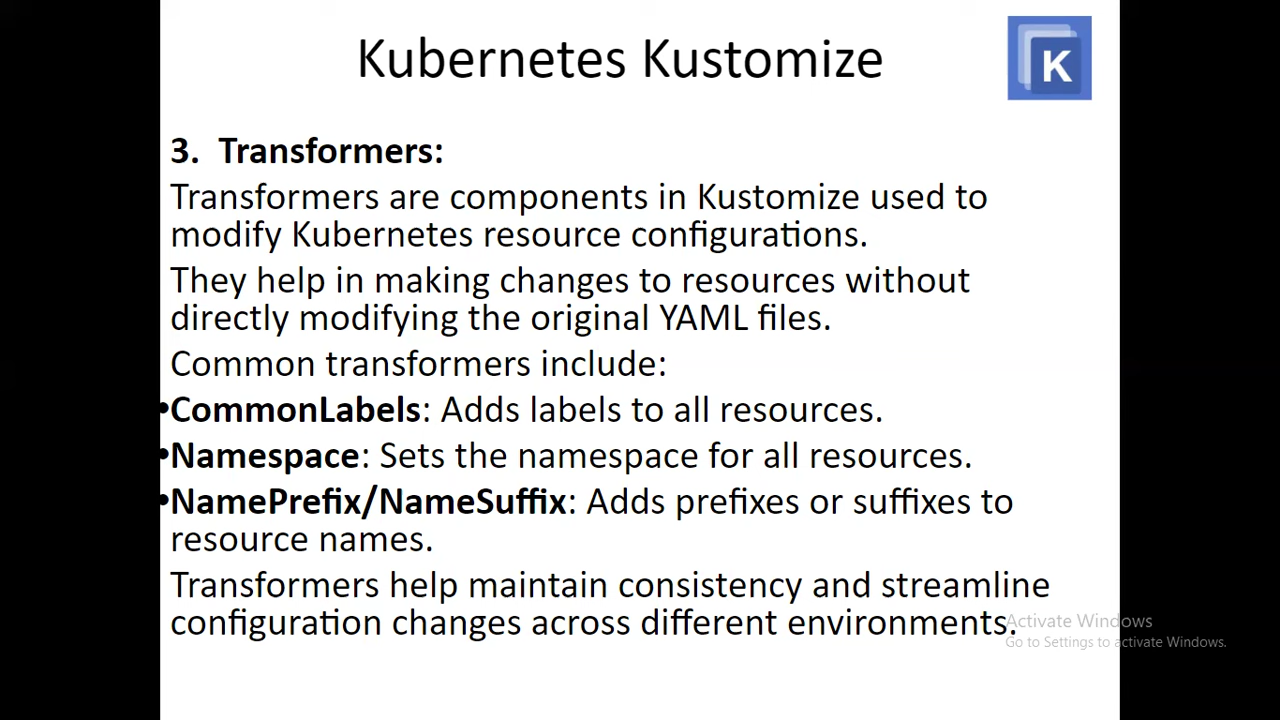 Kubernetes Kustomize
K
3. Transformers:
Transformers are components in Kustomize used to
modify Kubernetes resource configurations.
They help in making changes to resources without
directly modifying the original YAML files.
Common transformers include:
•CommonLabels: Adds labels to all resources.
•Namespace: Sets the namespace for all resources.
•NamePrefix/NameSuffix: Adds prefixes or suffixes to
resource names.
Transformers help maintain consistency and streamline
configuration changes across different environments.
Activate Windows
Go to Settings to activate Windows.